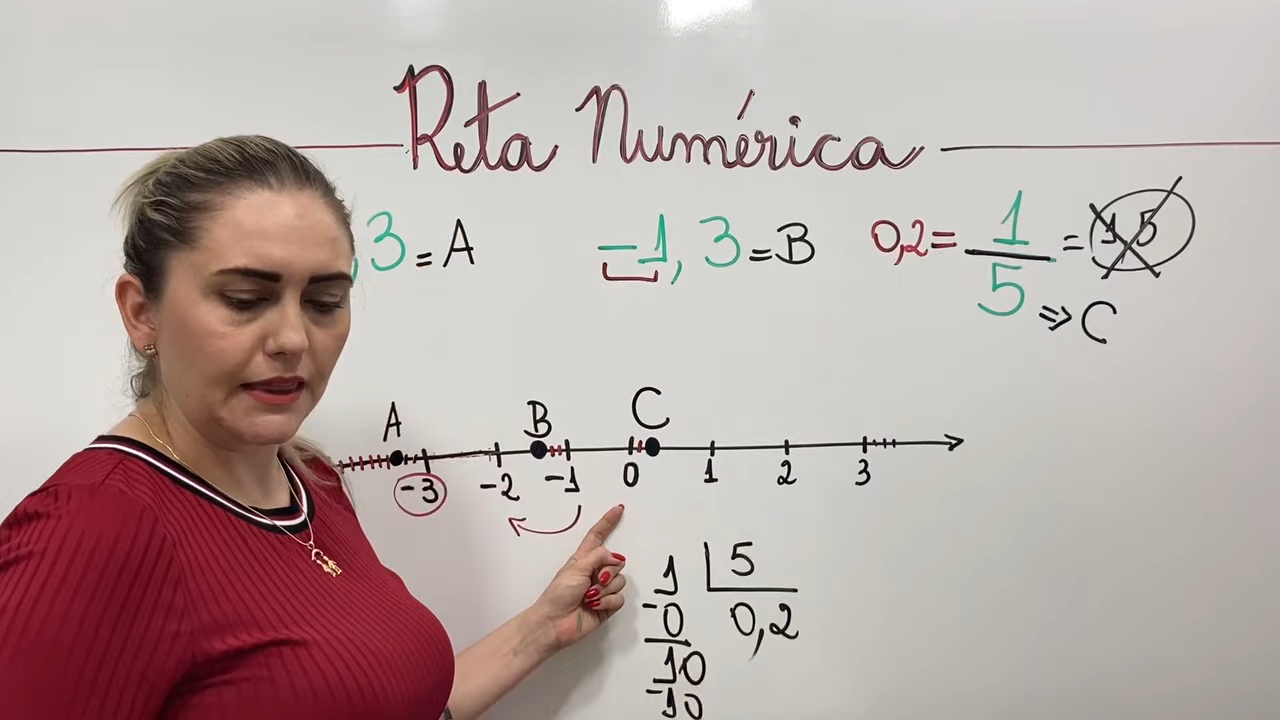 Reta Numérica
,3 = A
-1,3 = B
0,2 = 1/5 = 1,5
⇒ C
A B C
-3 -2 -1 0 1 2 3
1 5
-0 0,2
10
-10